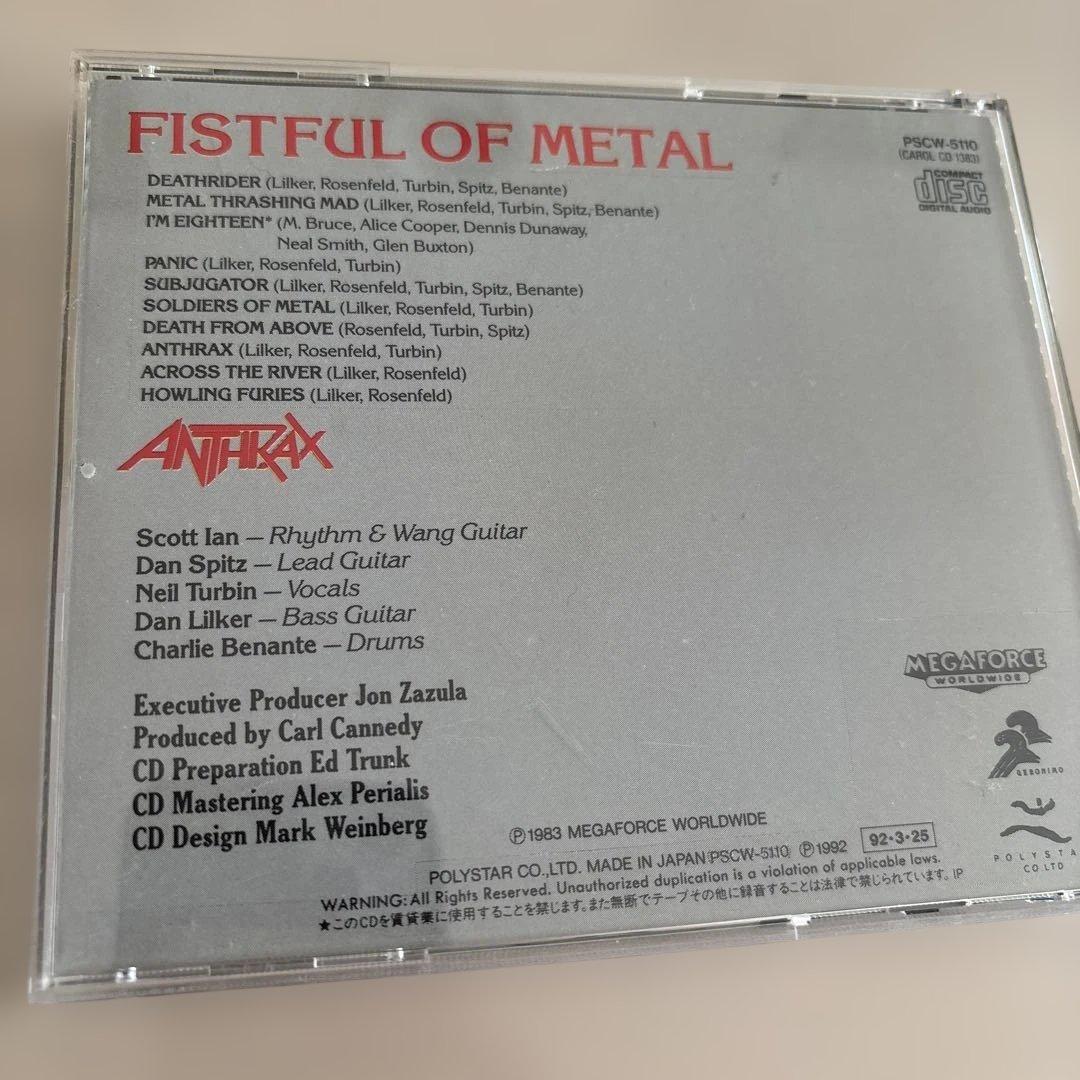 FISTFUL OF METAL
PSCW-5110
(CAROL CD 1383)
COMPACT
disc
DIGITAL AUDIO
DEATHRIDER (Lilker, Rosenfeld, Turbin, Spitz, Benante)
METAL THRASHING MAD (Lilker, Rosenfeld, Turbin, Spitz, Benante)
I'M EIGHTEEN* (M. Bruce, Alice Cooper, Dennis Dunaway,
Neal Smith, Glen Buxton)
PANIC (Lilker, Rosenfeld, Turbin)
SUBJUGATOR (Lilker, Rosenfeld, Turbin, Spitz, Benante)
SOLDIERS OF METAL (Lilker, Rosenfeld, Turbin)
DEATH FROM ABOVE (Rosenfeld, Turbin, Spitz)
ANTHRAX (Lilker, Rosenfeld, Turbin)
ACROSS THE RIVER (Lilker, Rosenfeld)
HOWLING FURIES (Lilker, Rosenfeld)
ANTHRAX
Scott Ian – Rhythm & Wang Guitar
Dan Spitz – Lead Guitar
Neil Turbin – Vocals
Dan Lilker – Bass Guitar
Charlie Benante – Drums
Executive Producer Jon Zazula
Produced by Carl Cannedy
CD Preparation Ed Trunk
CD Mastering Alex Perialis
CD Design Mark Weinberg
MEGAFORCE
WORLDWIDE
GERONIMO
POLYSTA
CO.LTD
Ⓟ1983 MEGAFORCE WORLDWIDE
POLYSTAR CO.,LTD. MADE IN JAPAN PSCW-5110 Ⓟ1992 92·3·25
WARNING: All Rights Reserved. Unauthorized duplication is a violation of applicable laws.
★このCDを賃貸業に使用することを禁じます。また無断でテープその他に録音することは法律で禁じられています。IP